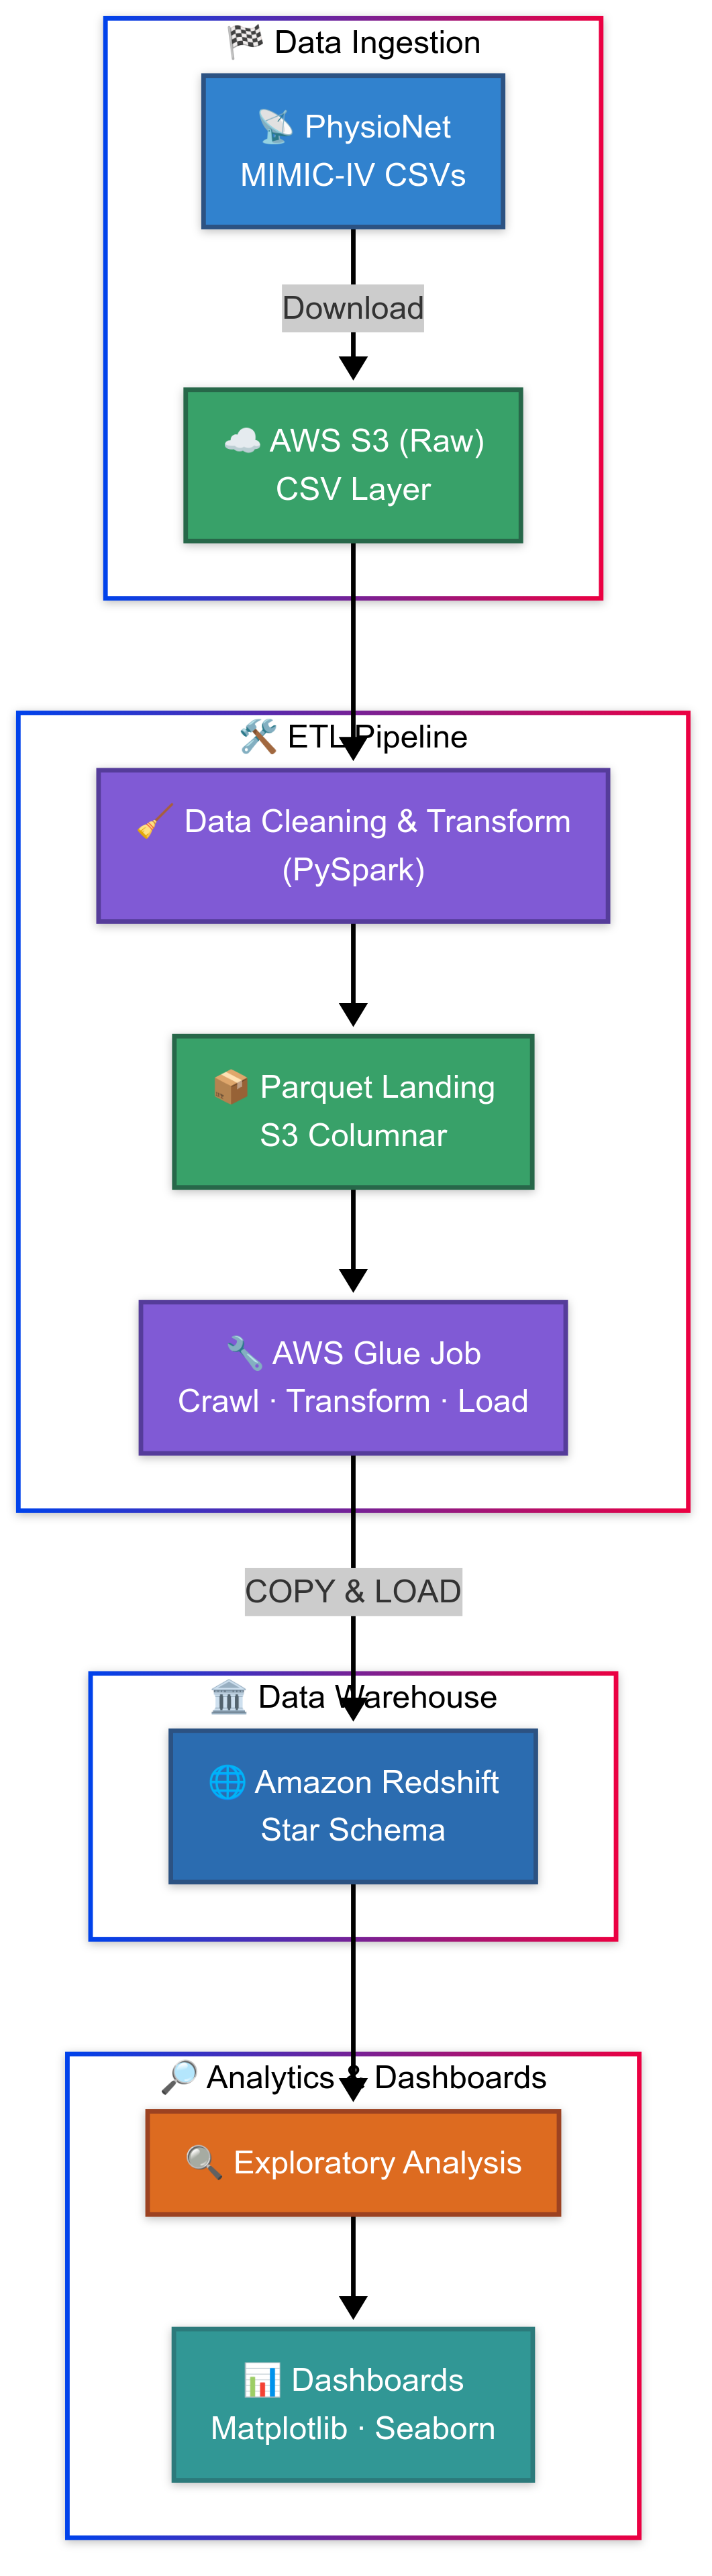 Data Ingestion
PhysioNet
MIMIC-IV CSVs
Download
AWS S3 (Raw)
CSV Layer
ETL Pipeline
Data Cleaning & Transform
(PySpark)
Parquet Landing
S3 Columnar
AWS Glue Job
Crawl · Transform · Load
COPY & LOAD
Data Warehouse
Amazon Redshift
Star Schema
Analytics & Dashboards
Exploratory Analysis
Dashboards
Matplotlib · Seaborn